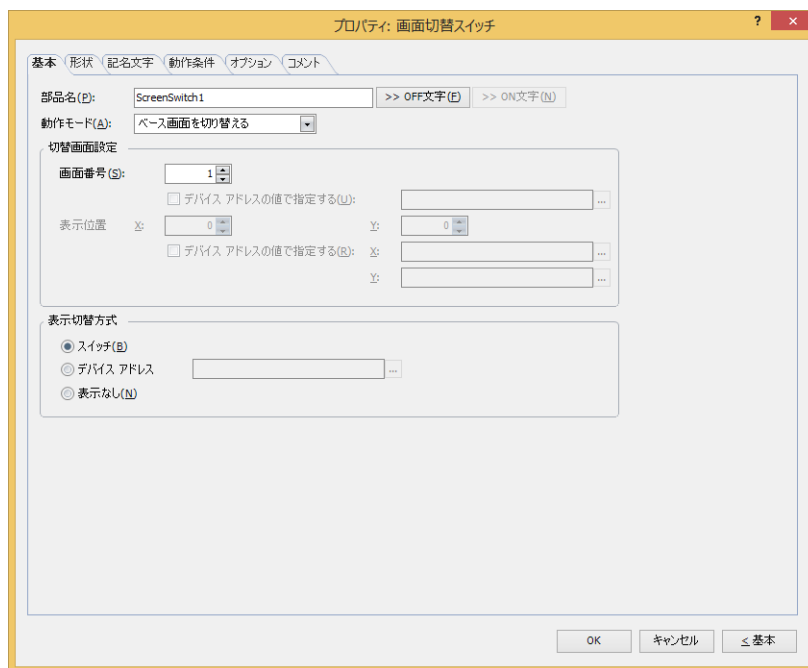 プロパティ: 画面切替スイッチ ? ×
基本 形状 記名文字 動作条件 オプション コメント
部品名(P): ScreenSwitch1 >> OFF文字(F) >> ON文字(N)
動作モード(A): ベース画面を切り替える
切替画面設定
画面番号(S): 1
デバイス アドレスの値で指定する(U): ...
表示位置 X: 0 Y: 0
デバイス アドレスの値で指定する(R): X: ...
Y: ...
表示切替方式
スイッチ(B)
デバイス アドレス ...
表示なし(N)
OK キャンセル < 基本